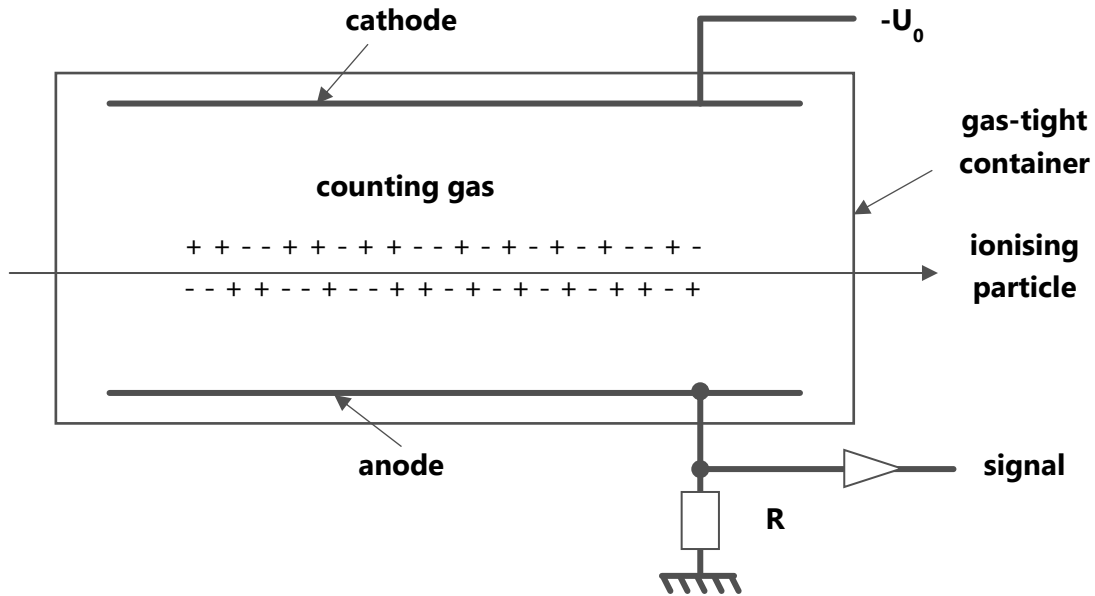 cathode
-U₀
gas-tight
container
counting gas
+ + - - + + - + + - - + - + - + - + - - + -
ionising
particle
- - + + - - + - - + + - + - + - + - + + - +
anode
signal
R